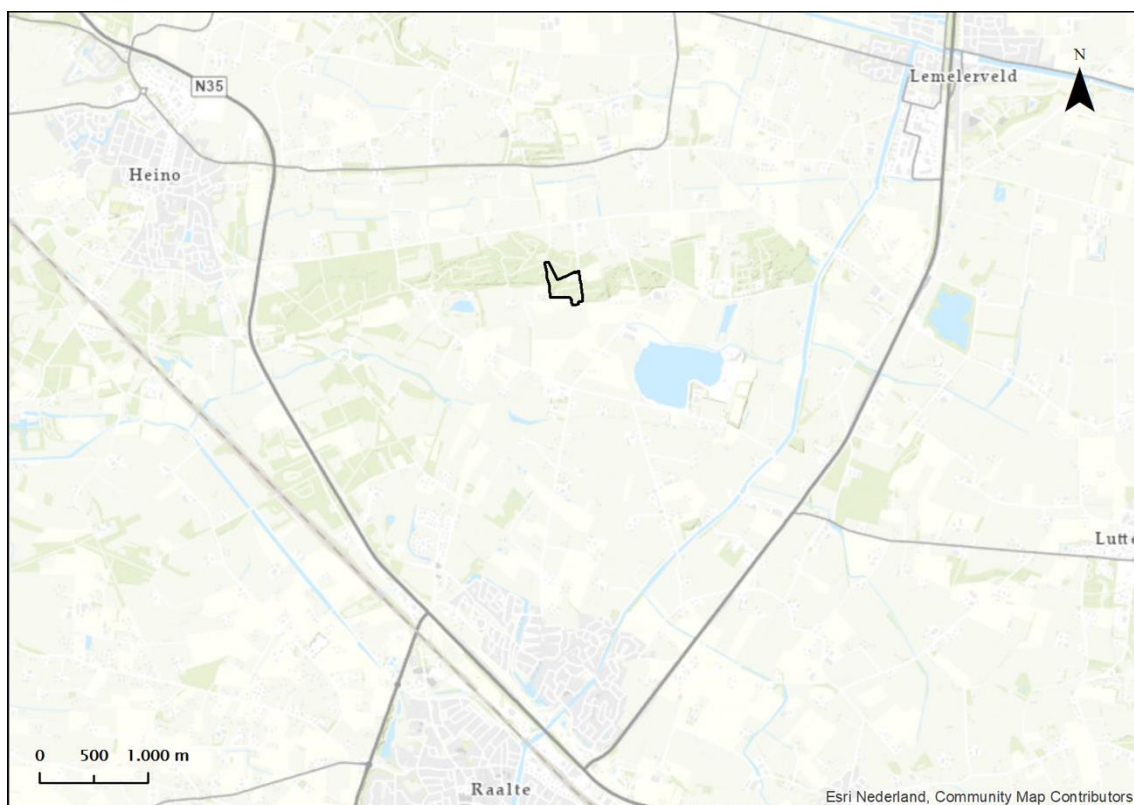 N35
Lemelerveld
N
Heino
Lutte
0 500 1.000 m
Raalte
Esri Nederland, Community Map Contributors